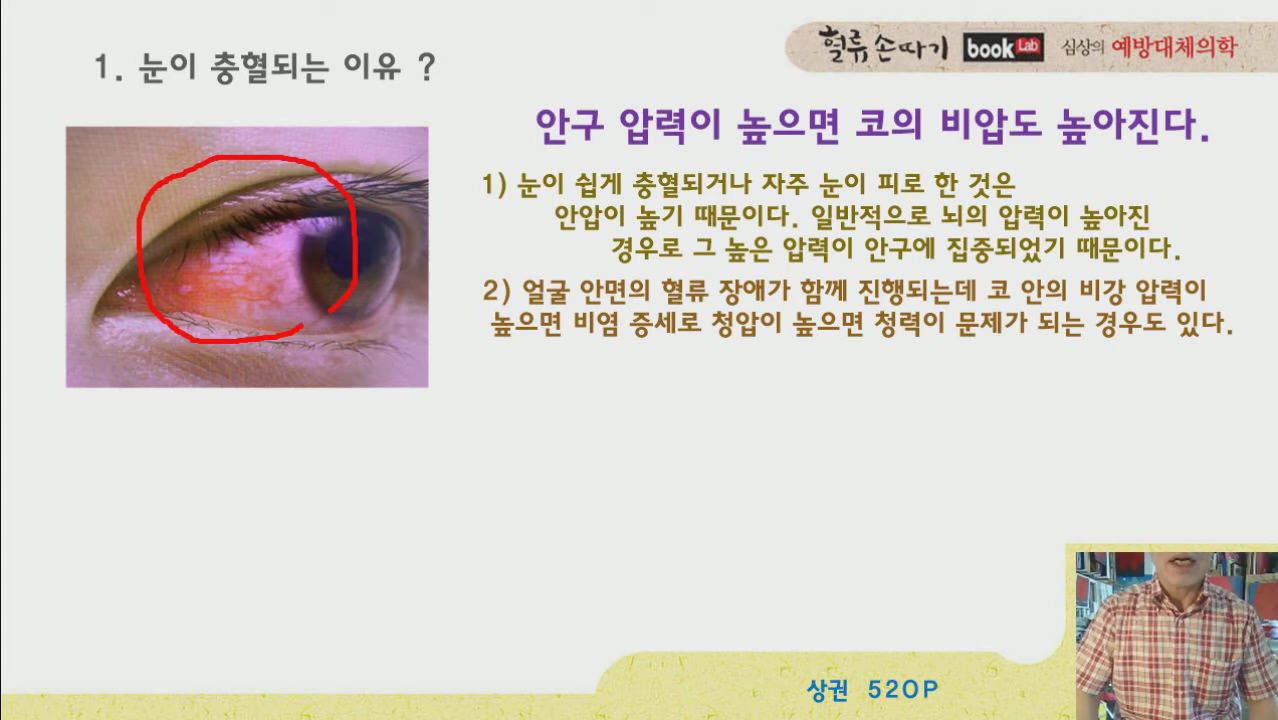 1. 눈이 충혈되는 이유 ?
혈류 손따기 book Lab 심상의 예방대체의학
안구 압력이 높으면 코의 비압도 높아진다.
1) 눈이 쉽게 충혈되거나 자주 눈이 피로 한 것은
안압이 높기 때문이다. 일반적으로 뇌의 압력이 높아진
경우로 그 높은 압력이 안구에 집중되었기 때문이다.
2) 얼굴 안면의 혈류 장애가 함께 진행되는데 코 안의 비강 압력이
높으면 비염 증세로 청압이 높으면 청력이 문제가 되는 경우도 있다.
상권 520P